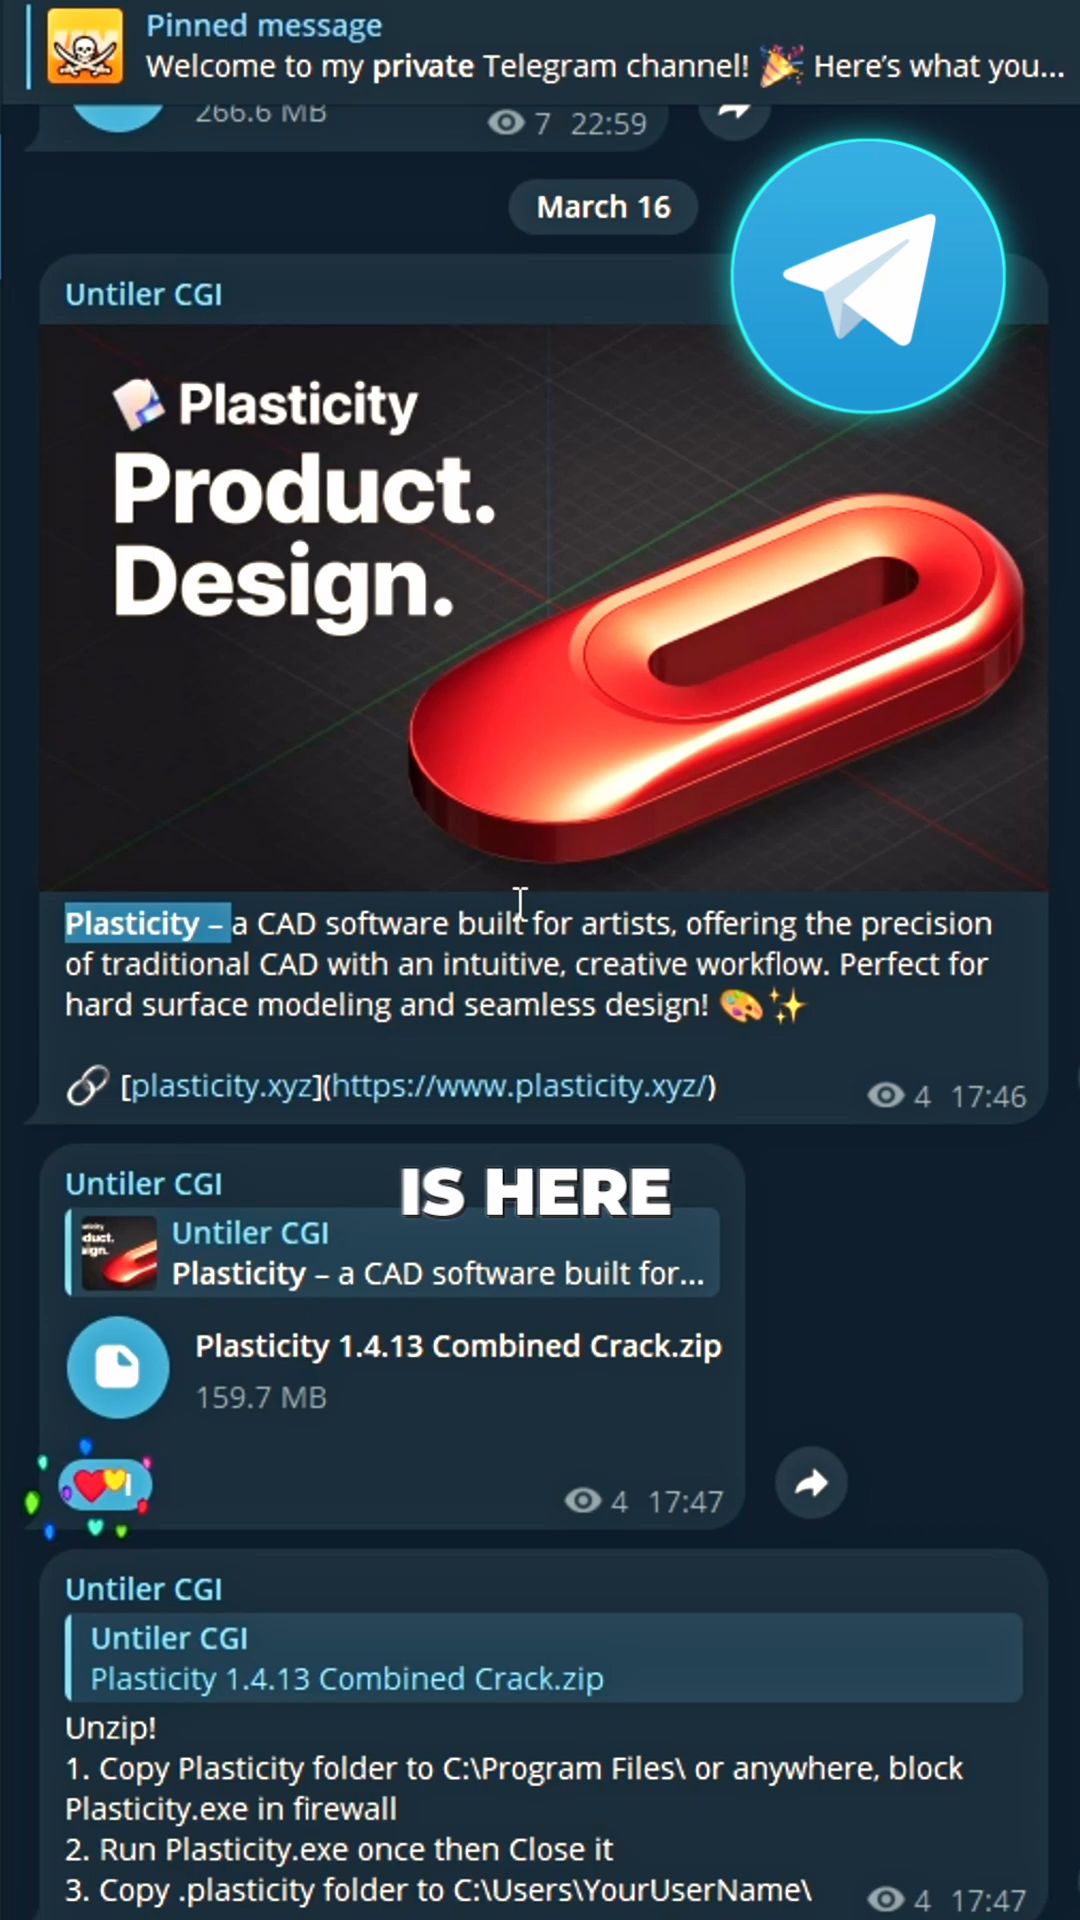 Pinned message
Welcome to my private Telegram channel! 🎉 Here's what you...
266.6 MB
7 22:59
March 16
Untiler CGI
Plasticity
Product.
Design.
Plasticity – a CAD software built for artists, offering the precision
of traditional CAD with an intuitive, creative workflow. Perfect for
hard surface modeling and seamless design! 🎨✨
🔗 [plasticity.xyz](https://www.plasticity.xyz/)
4 17:46
Untiler CGI
IS HERE
Untiler CGI
Plasticity – a CAD software built for...
Plasticity 1.4.13 Combined Crack.zip
159.7 MB
4 17:47
Untiler CGI
Untiler CGI
Plasticity 1.4.13 Combined Crack.zip
Unzip!
1. Copy Plasticity folder to C:\Program Files\ or anywhere, block
Plasticity.exe in firewall
2. Run Plasticity.exe once then Close it
3. Copy .plasticity folder to C:\Users\YourUserName\
4 17:47